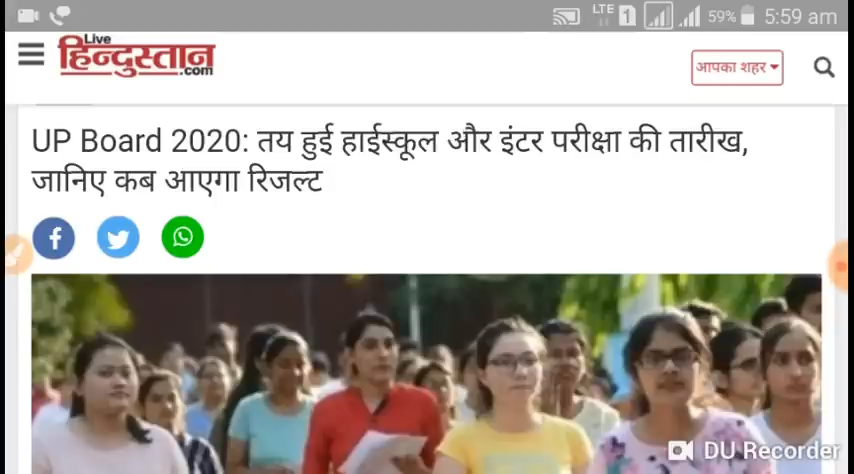 LTE 1 59% 5:59 am
Live
हिन्दुस्तान
.com
आपका शहर
UP Board 2020: तय हुई हाईस्कूल और इंटर परीक्षा की तारीख,
जानिए कब आएगा रिजल्ट
DU Recorder